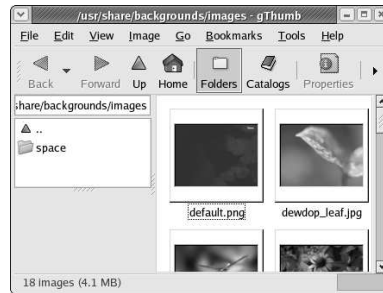 /usr/share/backgrounds/images - gThumb
File Edit View Image Go Bookmarks Tools Help
Back Forward Up Home Folders Catalogs Properties
share/backgrounds/images
..
space
default.png
dewdop_leaf.jpg
18 images (4.1 MB)